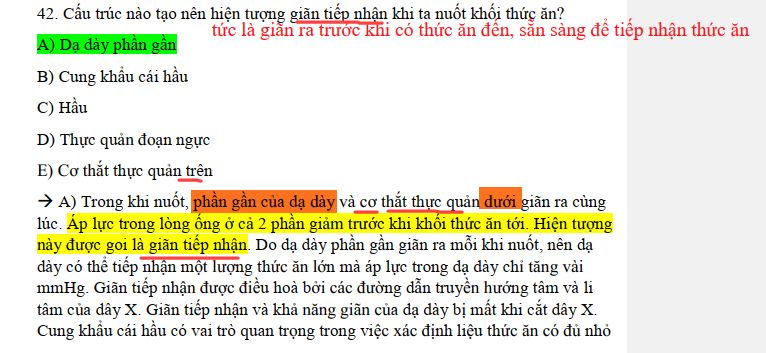 42. Cấu trúc nào tạo nên hiện tượng giãn tiếp nhận khi ta nuốt khối thức ăn?
tức là giãn ra trước khi có thức ăn đến, sẵn sàng để tiếp nhận thức ăn
A) Dạ dày phần gần
B) Cung khẩu cái hầu
C) Hầu
D) Thực quản đoạn ngực
E) Cơ thắt thực quản trên
→ A) Trong khi nuốt, phần gần của dạ dày và cơ thắt thực quản dưới giãn ra cùng
lúc. Áp lực trong lòng ống ở cả 2 phần giảm trước khi khối thức ăn tới. Hiện tượng
này được gọi là giãn tiếp nhận. Do dạ dày phần gần giãn ra mỗi khi nuốt, nên dạ
dày có thể tiếp nhận một lượng thức ăn lớn mà áp lực trong dạ dày chỉ tăng vài
mmHg. Giãn tiếp nhận được điều hoà bởi các đường dẫn truyền hướng tâm và li
tâm của dây X. Giãn tiếp nhận và khả năng giãn của dạ dày bị mất khi cắt dây X.
Cung khẩu cái hầu có vai trò quan trọng trong việc xác định liệu thức ăn có đủ nhỏ